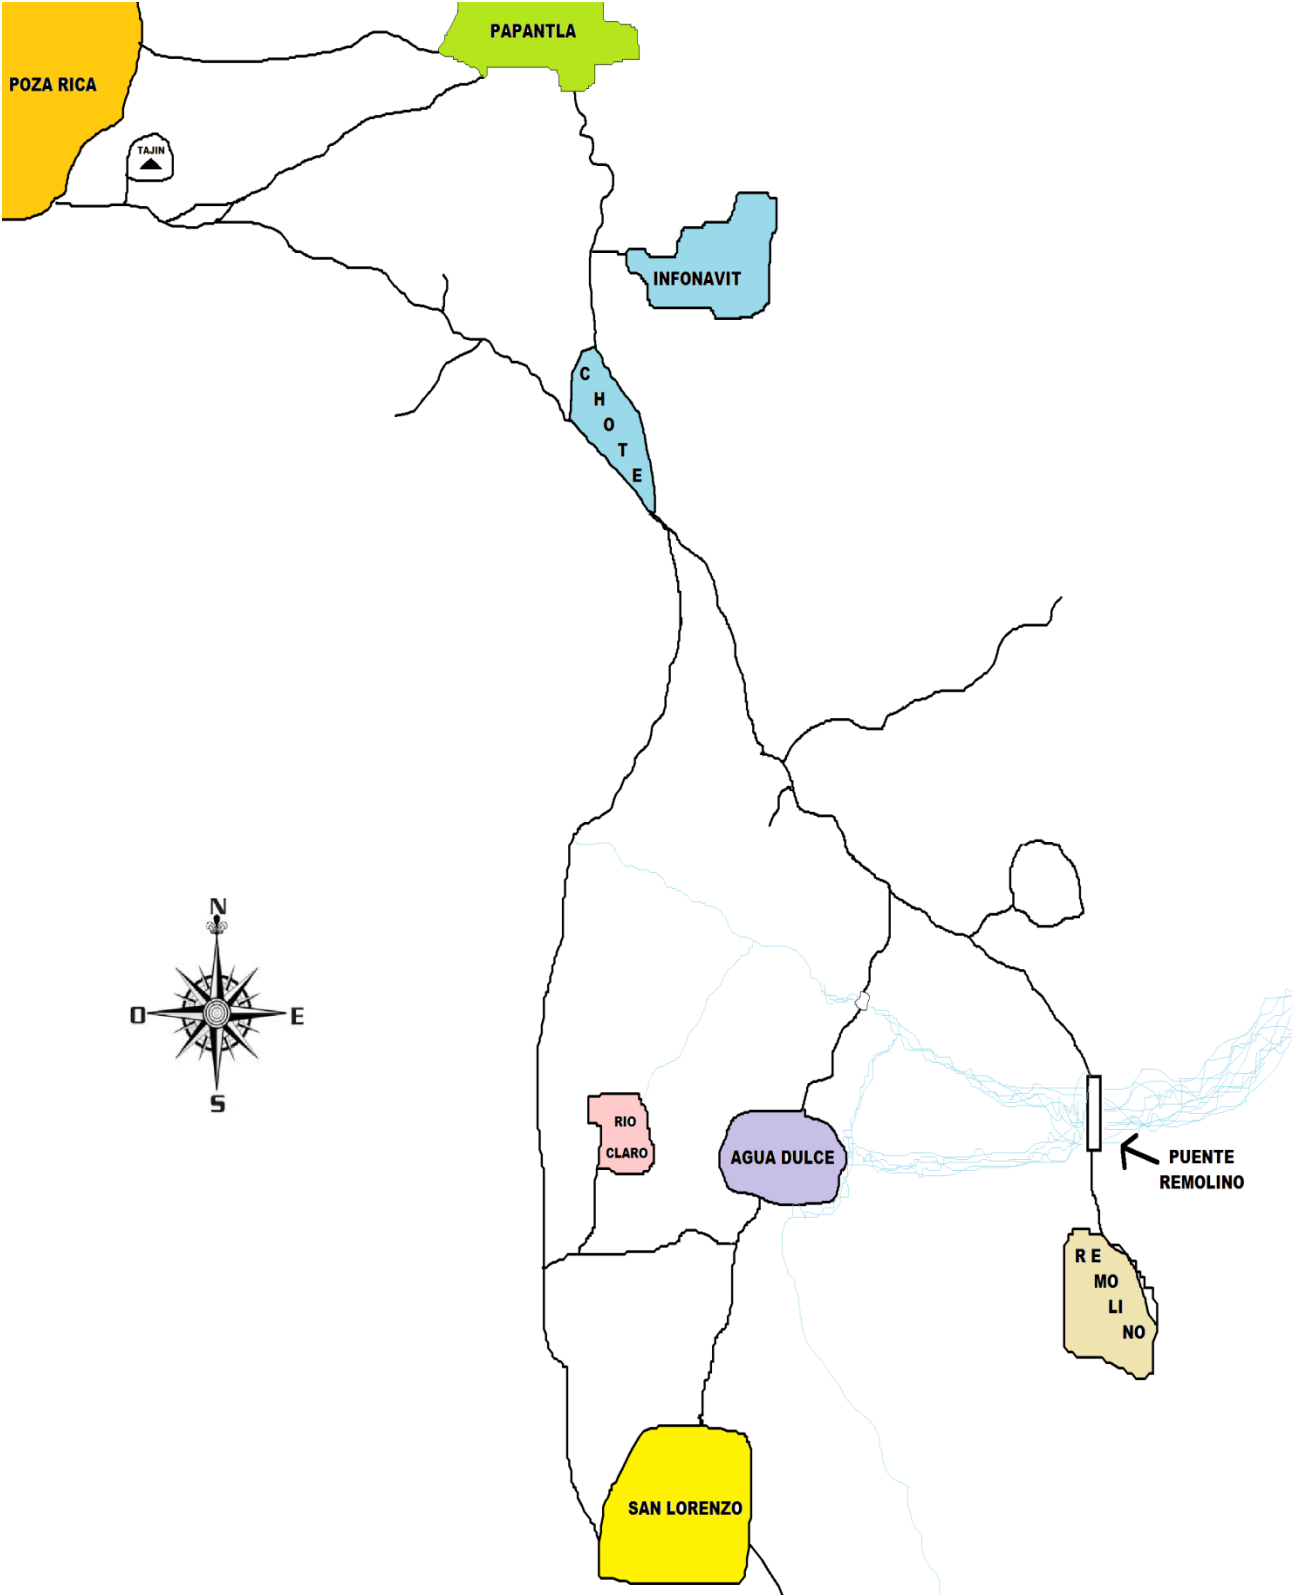 PAPANTLA
POZA RICA
TAJIN
INFONAVIT
C
H
O
T
E
N
O
E
S
RIO
CLARO
AGUA DULCE
PUENTE
REMOLINO
R E
MO
LI
NO
SAN LORENZO